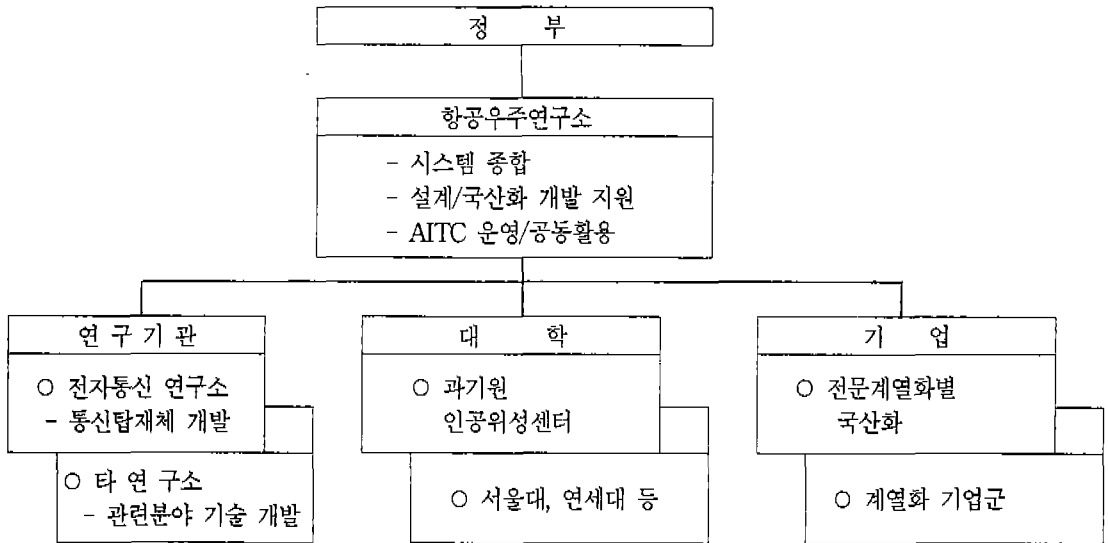 정 부
항공우주연구소
- 시스템 종합
- 설계/국산화 개발 지원
- AITC 운영/공동활용
연 구 기 관
○ 전자통신 연구소
- 통신탑재체 개발
○ 타 연 구소
- 관련분야 기술 개발
대 학
○ 과기원
인공위성센터
○ 서울대, 연세대 등
기 업
○ 전문계열화별
국산화
○ 계열화 기업군